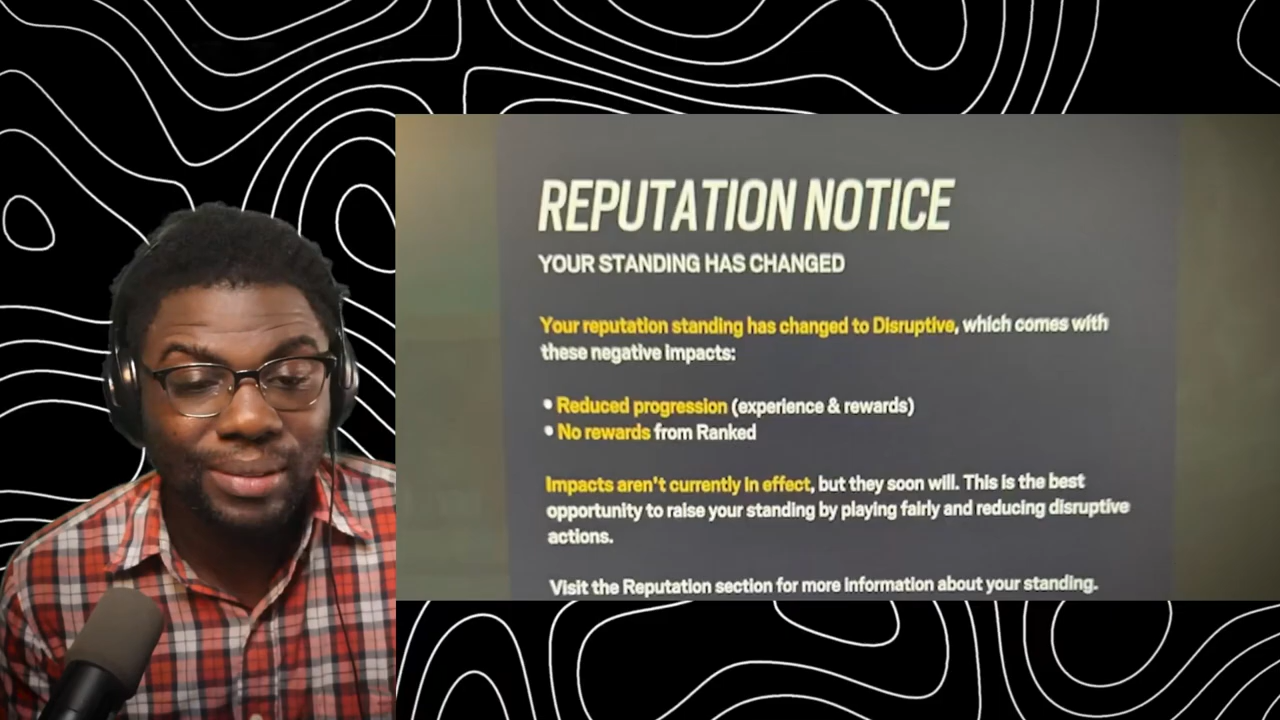 REPUTATION NOTICE
YOUR STANDING HAS CHANGED
Your reputation standing has changed to Disruptive, which comes with
these negative impacts:
• Reduced progression (experience & rewards)
• No rewards from Ranked
Impacts aren't currently in effect, but they soon will. This is the best
opportunity to raise your standing by playing fairly and reducing disruptive
actions.
Visit the Reputation section for more information about your standing.